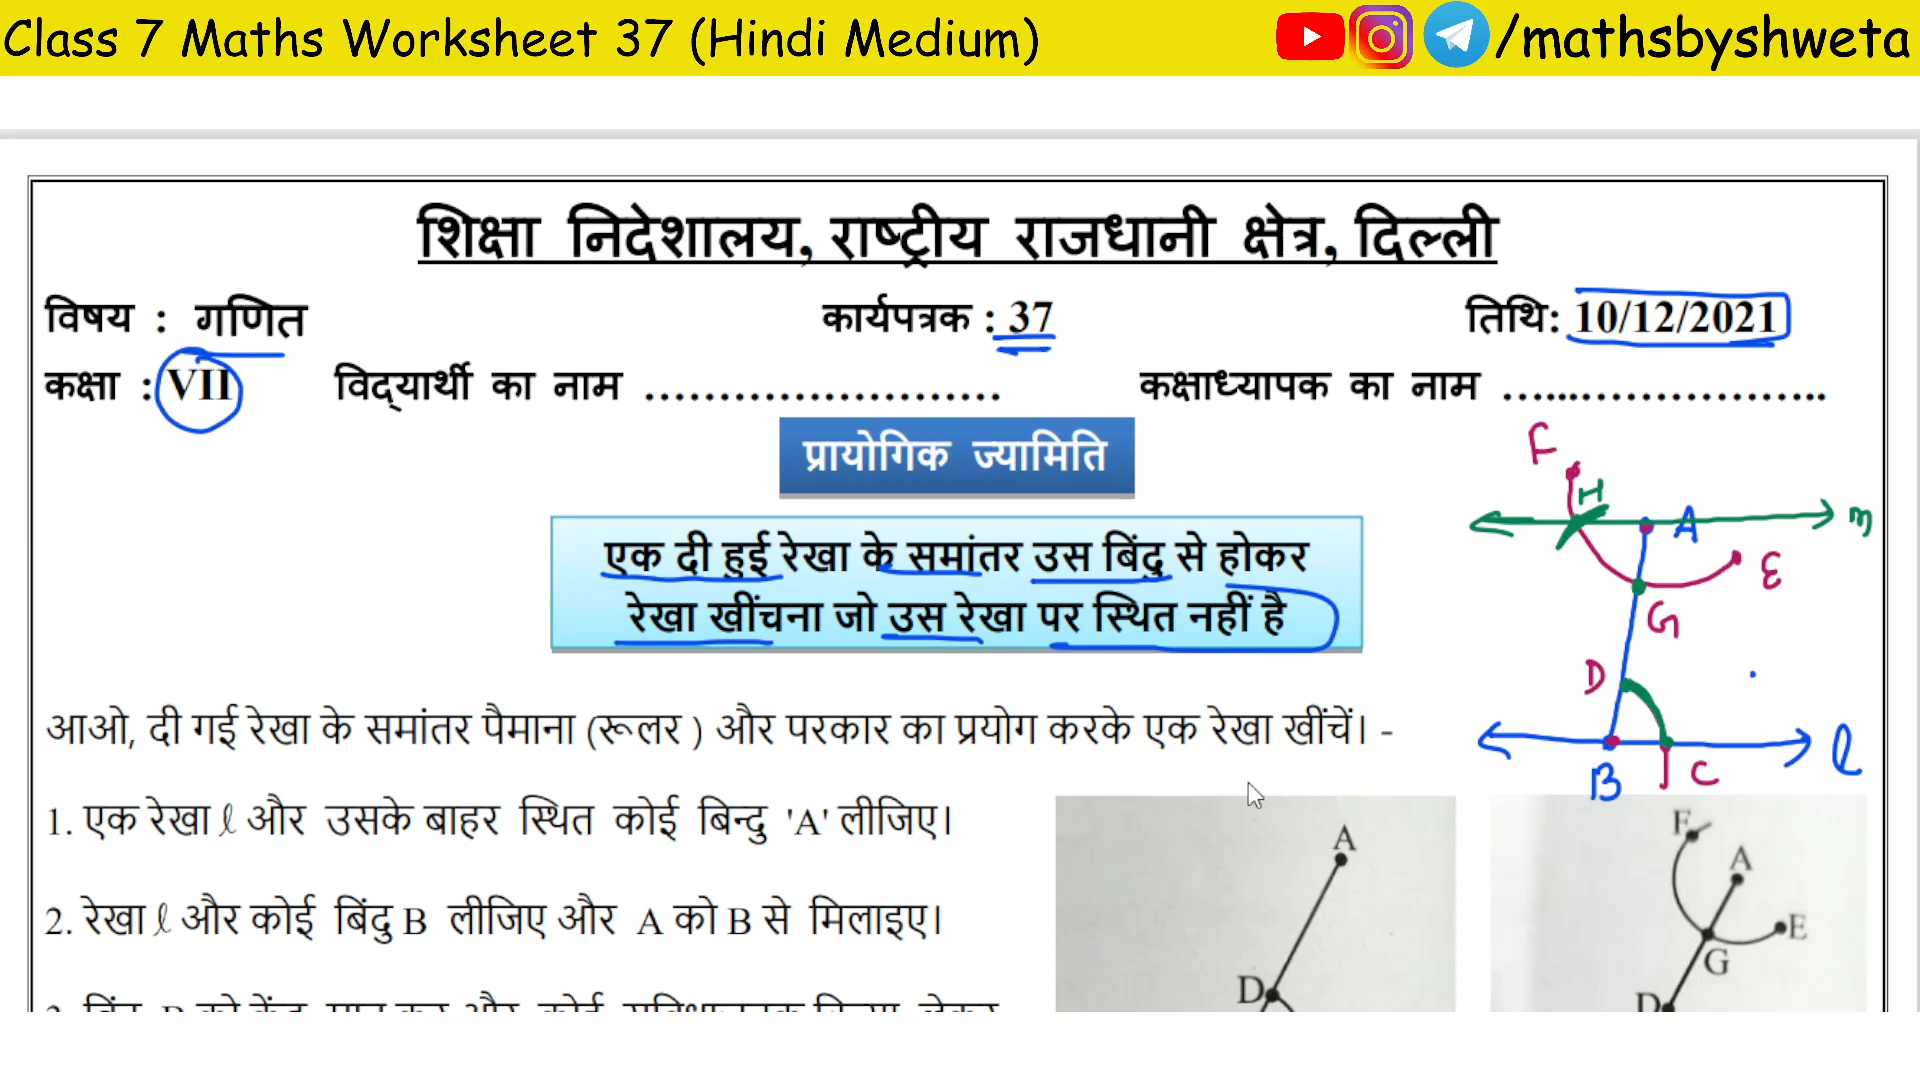 Class 7 Maths Worksheet 37 (Hindi Medium)
/mathsbyshweta
शिक्षा निदेशालय, राष्ट्रीय राजधानी क्षेत्र, दिल्ली
विषय : गणित कार्यपत्रक : 37 तिथि: 10/12/2021
कक्षा : VII विद्यार्थी का नाम ........................ कक्षाध्यापक का नाम ........................
प्रायोगिक ज्यामिति
एक दी हुई रेखा के समांतर उस बिंदु से होकर
रेखा खींचना जो उस रेखा पर स्थित नहीं है
F
H
A
m
E
G
D
B
C
l
आओ, दी गई रेखा के समांतर पैमाना (रूलर ) और परकार का प्रयोग करके एक रेखा खींचें। -
1. एक रेखा ℓ और उसके बाहर स्थित कोई बिन्दु 'A' लीजिए।
2. रेखा ℓ और कोई बिंदु B लीजिए और A को B से मिलाइए।
A
D
F
A
E
G
D